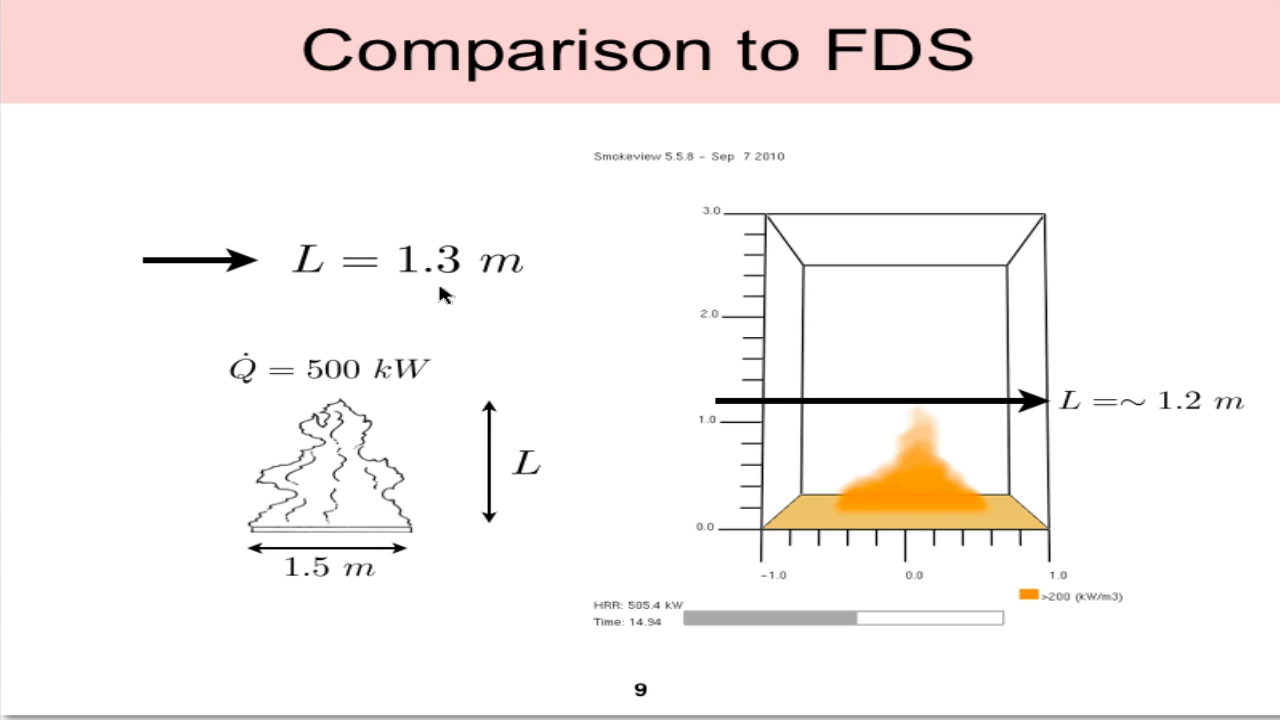 Comparison to FDS
Smokeview 5.5.8 - Sep 7 2010
L = 1.3 m
Q̇ = 500 kW
L
1.5 m
3.0
2.0
1.0
0.0
L =∼ 1.2 m
-1.0
0.0
1.0
>200 (kW/m3)
HRR: 505.4 kW
Time: 14.94
9